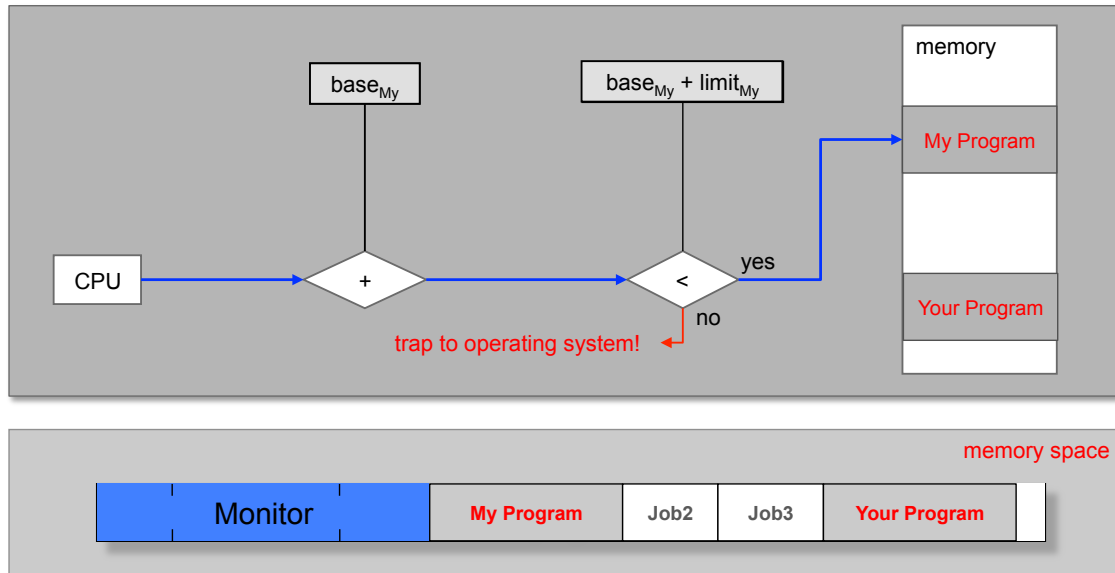 memory
base_My
base_My + limit_My
My Program
yes
CPU
+
<
no
Your Program
trap to operating system!
memory space
Monitor
My Program
Job2
Job3
Your Program